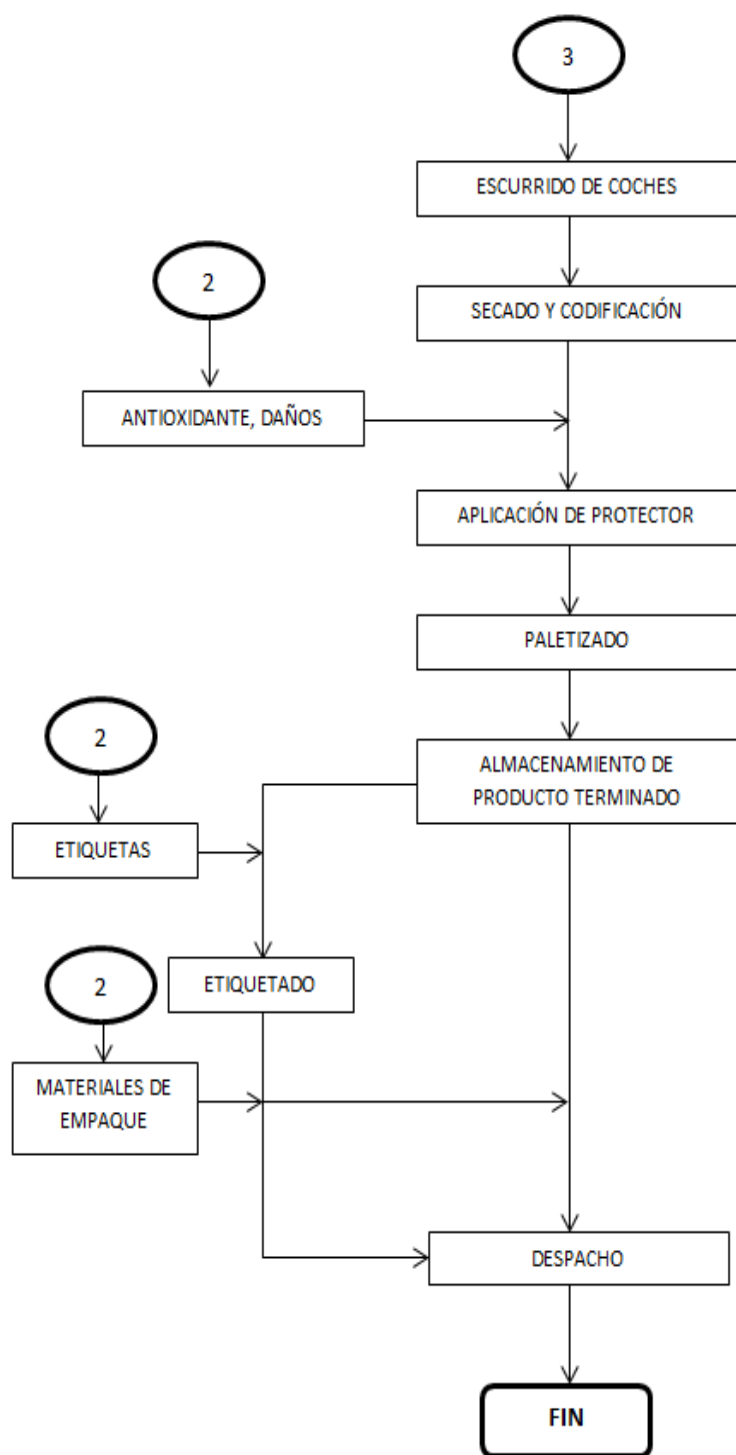 3
ESCURRIDO DE COCHES
2
SECADO Y CODIFICACIÓN
ANTIOXIDANTE, DAÑOS
APLICACIÓN DE PROTECTOR
PALETIZADO
2
ALMACENAMIENTO DE
PRODUCTO TERMINADO
ETIQUETAS
2
ETIQUETADO
MATERIALES DE
EMPAQUE
DESPACHO
FIN